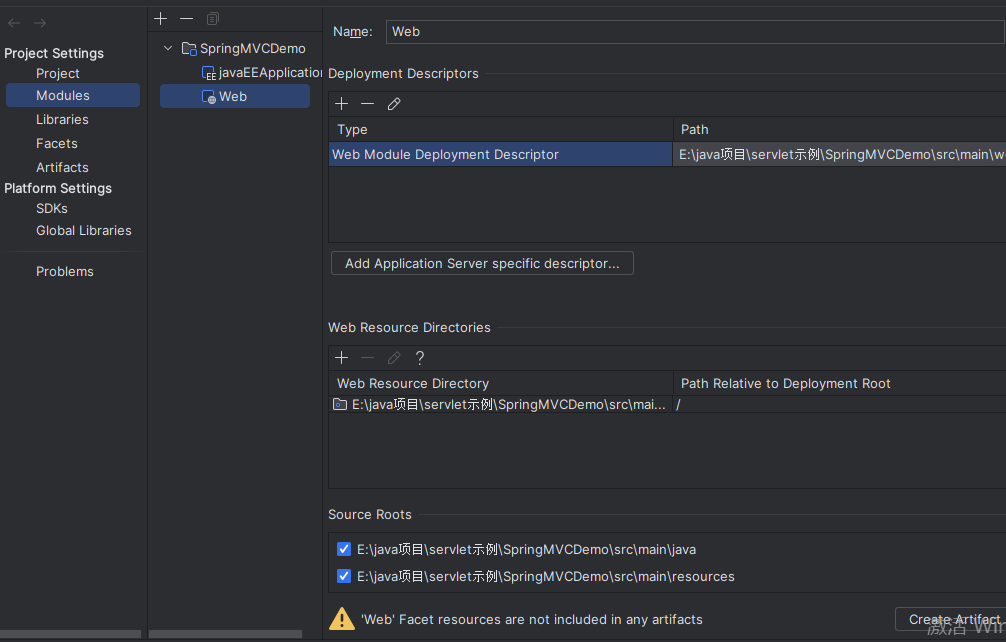 Project Settings
Project
Modules
Libraries
Facets
Artifacts
Platform Settings
SDKs
Global Libraries
Problems
SpringMVCDemo
javaEEApplication
Web
Name: Web
Deployment Descriptors
Type Path
Web Module Deployment Descriptor E:\java项目\servlet示例\SpringMVCDemo\src\main\w
Add Application Server specific descriptor...
Web Resource Directories
?
Web Resource Directory Path Relative to Deployment Root
E:\java项目\servlet示例\SpringMVCDemo\src\mai... /
Source Roots
E:\java项目\servlet示例\SpringMVCDemo\src\main\java
E:\java项目\servlet示例\SpringMVCDemo\src\main\resources
'Web' Facet resources are not included in any artifacts
Create Artifact
激活 Win